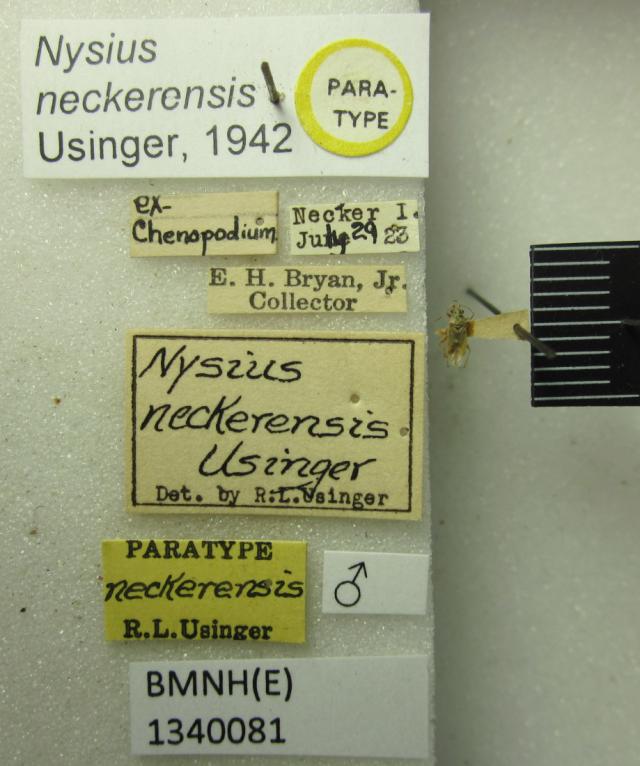 Nysius
neckerensis
Usinger, 1942
PARA-
TYPE
ex-
Chenopodium
Necker I.
29 23
E. H. Bryan, Jr.
Collector
Nysius
neckerensis
Usinger
Det. by R.L.Usinger
PARATYPE
neckerensis
R.L.Usinger
♂
BMNH(E)
1340081